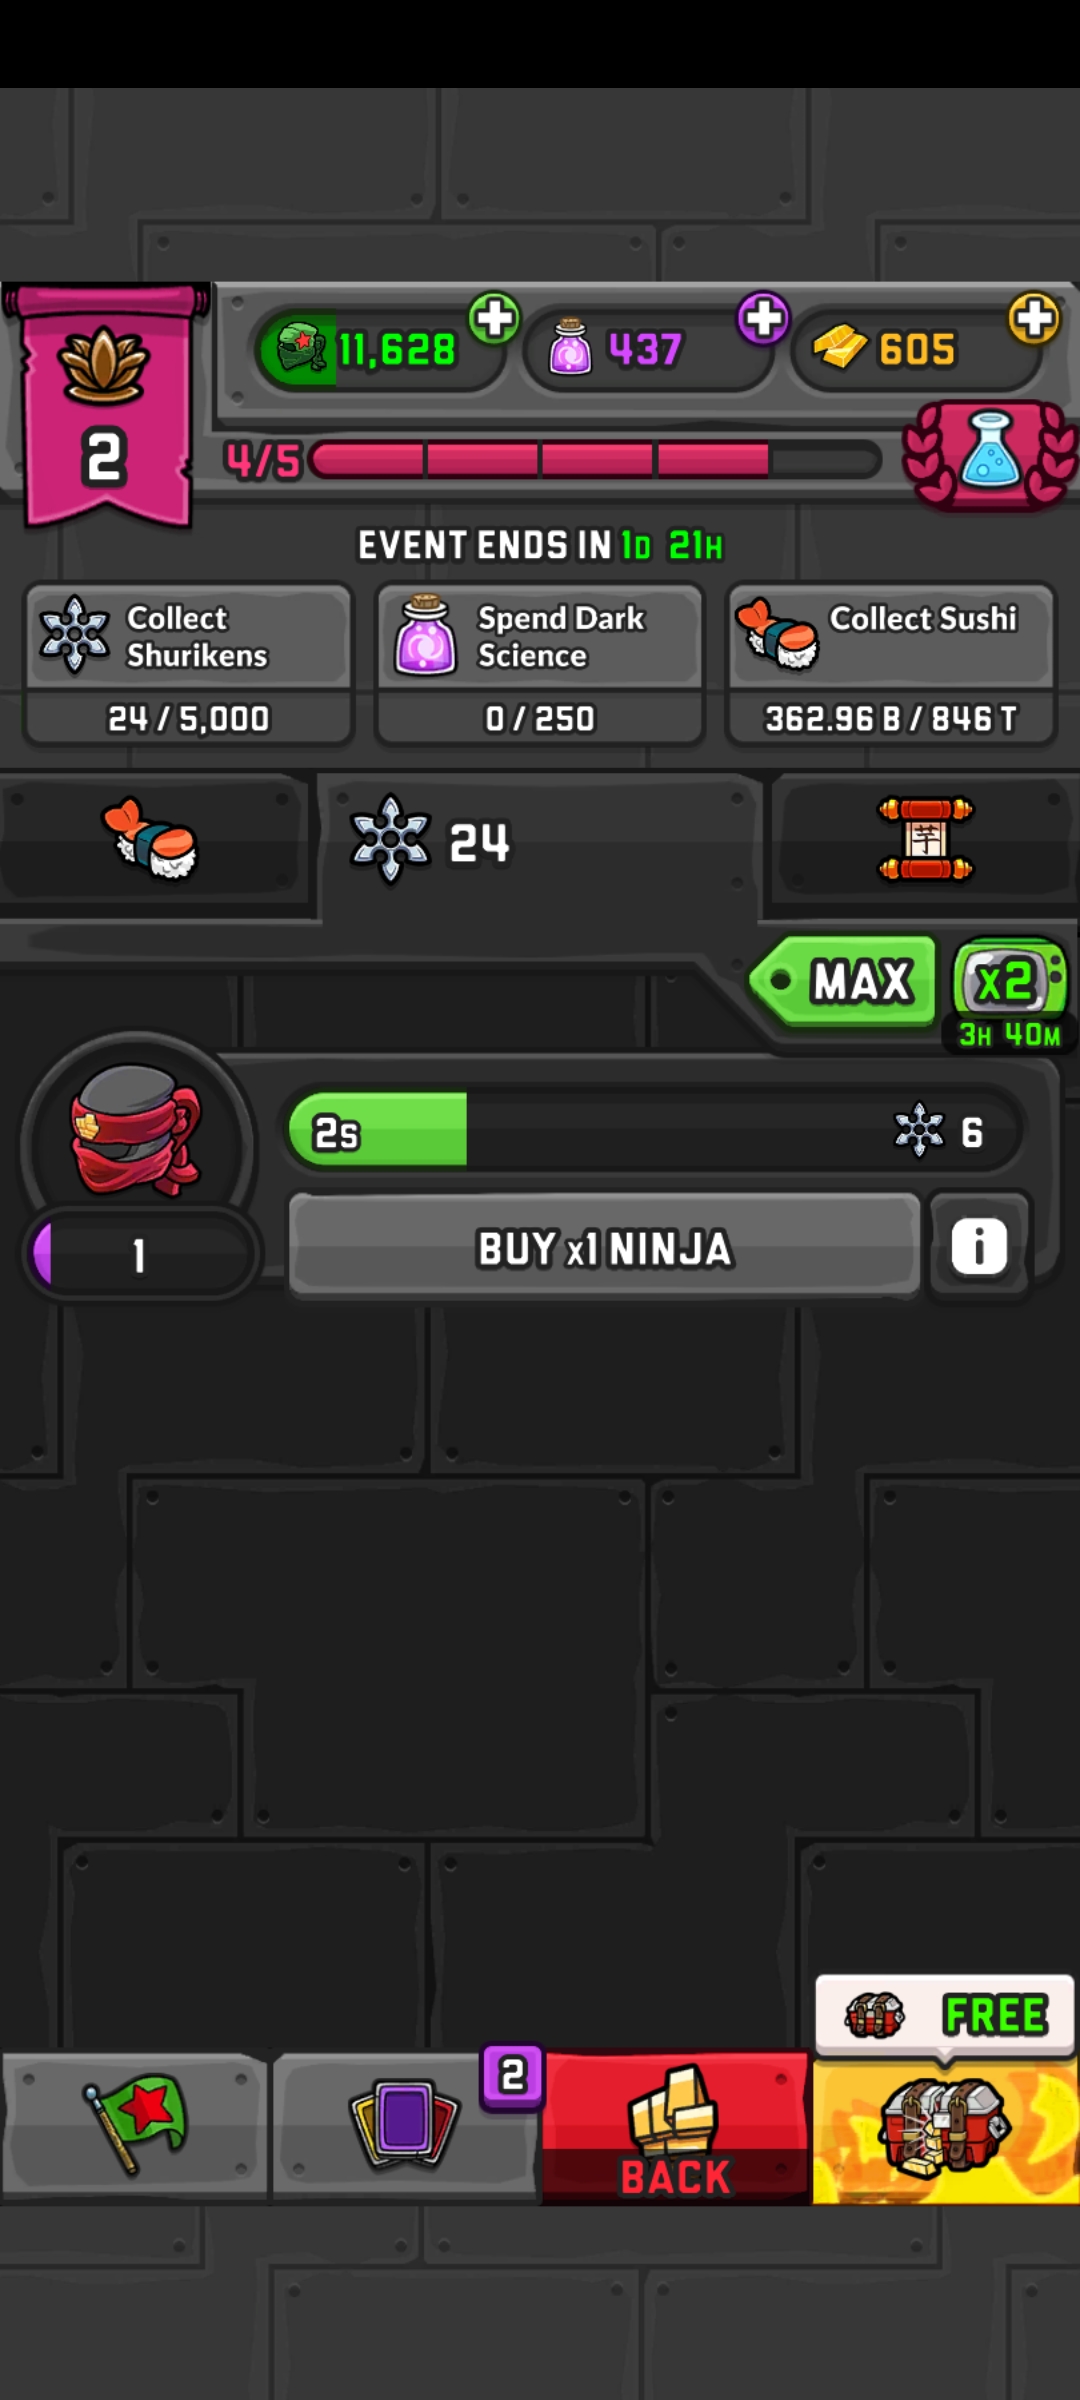 11,628
437
605
2
4/5
EVENT ENDS IN 1D 21H
Collect
Shurikens
24 / 5,000
Spend Dark
Science
0 / 250
Collect Sushi
362.96 B / 846 T
24
芋
MAX
x2
3H 40M
2s
6
1
BUY x1 NINJA
i
FREE
2
BACK